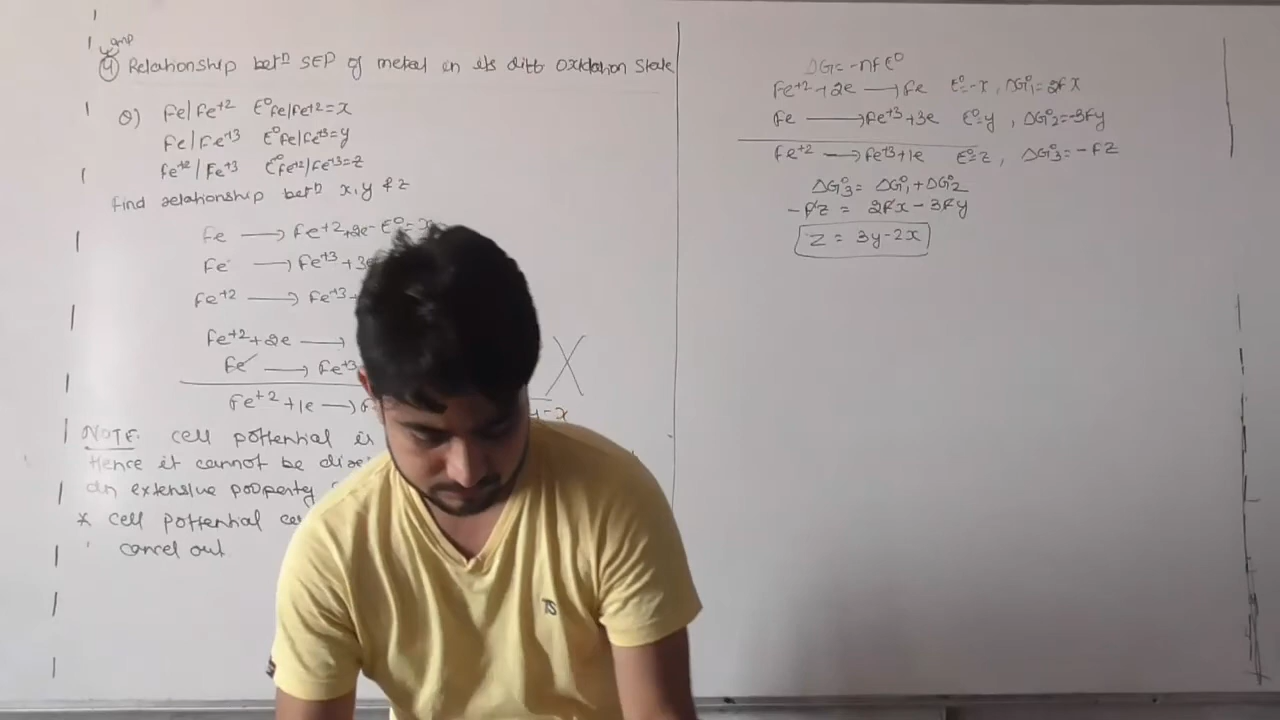 imp
(4) Relationship betn SEP of metal in its diff oxidation state
Q) Fe|Fe+2 E°Fe/Fe+2 = x
Fe|Fe+3 E°Fe/Fe+3 = y
Fe+2/Fe+3 E°Fe+2/Fe+3 = z
find relationship betn x, y & z
Fe → Fe+2 + 2e- E° = x
Fe → Fe+3 + 3e
Fe+2 → Fe+3 +
Fe+2 + 2e →
Fe → Fe+3
Fe+2 + 1e → F
y-x
NOTE: cell pottential is
Hence it cannot be
an extensive pooperty
* cell pottential
cancel out
ΔG = -nFE°
Fe+2 + 2e → Fe E° = -x, ΔG°1 = 2Fx
Fe → Fe+3 + 3e E° = y, ΔG°2 = -3Fy
Fe+2 → Fe+3 + 1e E° = z, ΔG°3 = -Fz
ΔG°3 = ΔG°1 + ΔG°2
-Fz = 2Fx - 3Fy
z = 3y-2x
TS